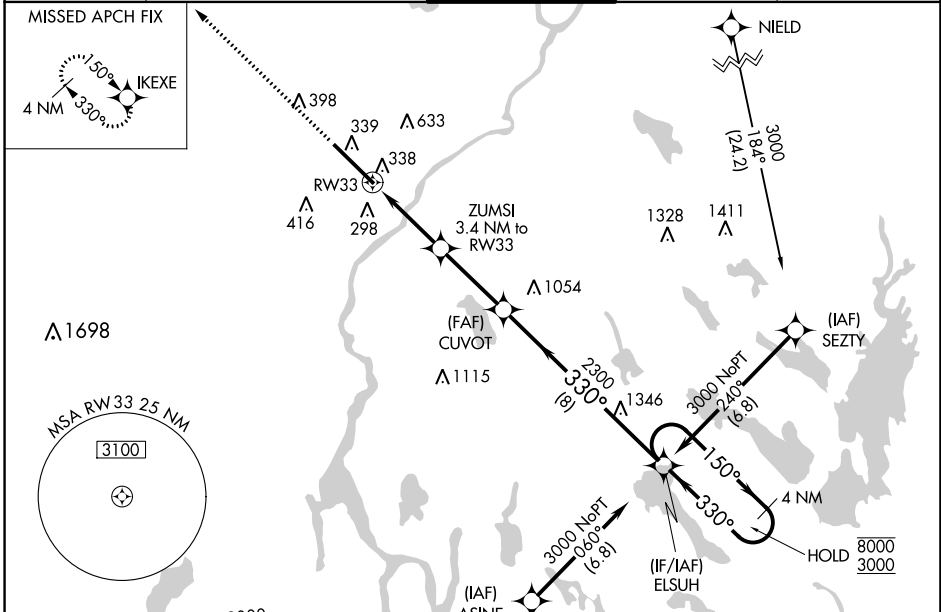 MISSED APCH FIX
150°
IKEXE
4 NM
330°
NIELD
3000
184°
(24.2)
398
339
633
338
RW33
416
298
ZUMSI
3.4 NM to
RW33
1328
1411
1054
(FAF)
CUVOT
(IAF)
SEZTY
1698
1115
2300
330°
(8)
1346
3000 NoPT
240°
(6.8)
MSA RW33 25 NM
3100
150°
4 NM
330°
HOLD
8000
3000
3000 NoPT
060°
(6.8)
(IF/IAF)
ELSUH
(IAF)